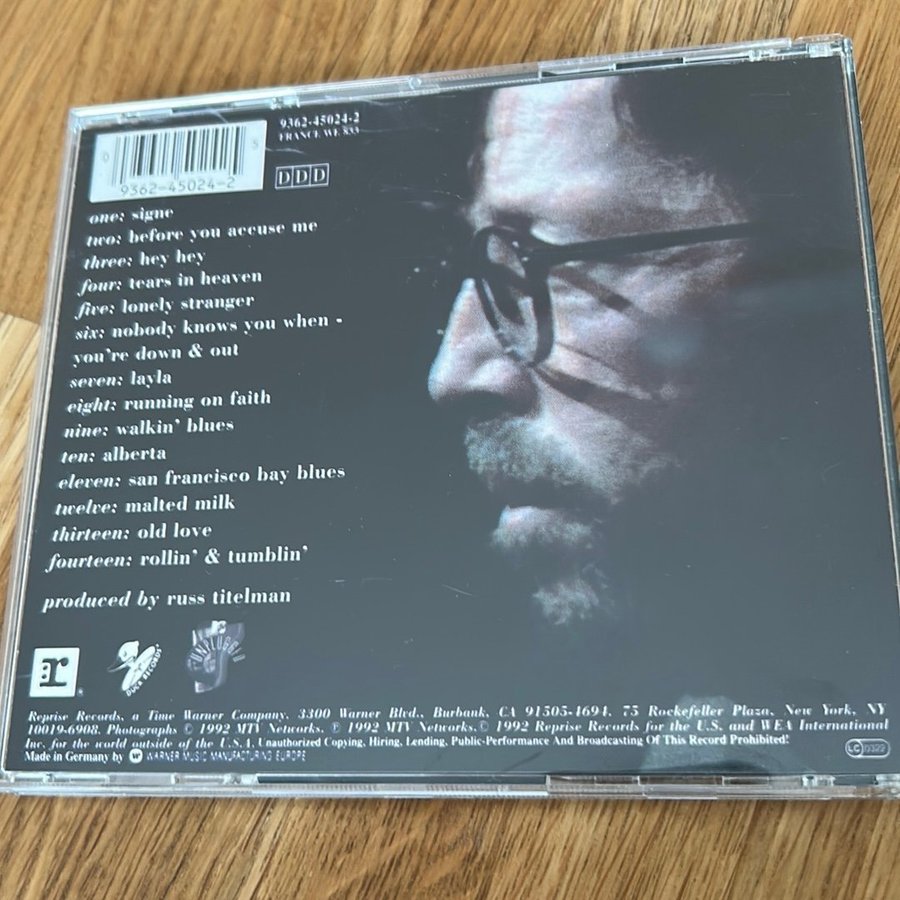 9362-45024-2
FRANCE WE 833
9362-45024-2
DDD
one: signe
two: before you accuse me
three: hey hey
four: tears in heaven
five: lonely stranger
six: nobody knows you when -
you're down & out
seven: layla
eight: running on faith
nine: walkin' blues
ten: alberta
eleven: san francisco bay blues
twelve: malted milk
thirteen: old love
fourteen: rollin' & tumblin'
produced by russ titelman
r
DUCK RECORDS
UNPLUGGED
Reprise Records, a Time Warner Company. 3300 Warner Blvd., Burbank, CA 91505-4694. 75 Rockefeller Plaza, New York, NY
10019-6908. Photographs © 1992 MTV Networks. ℗ 1992 MTV Networks. © 1992 Reprise Records for the U.S. and WEA International
Inc. for the world outside of the U.S.A. Unauthorized Copying, Hiring, Lending, Public-Performance And Broadcasting Of This Record Prohibited!
Made in Germany by W WARNER MUSIC MANUFACTURING EUROPE
LC 0322